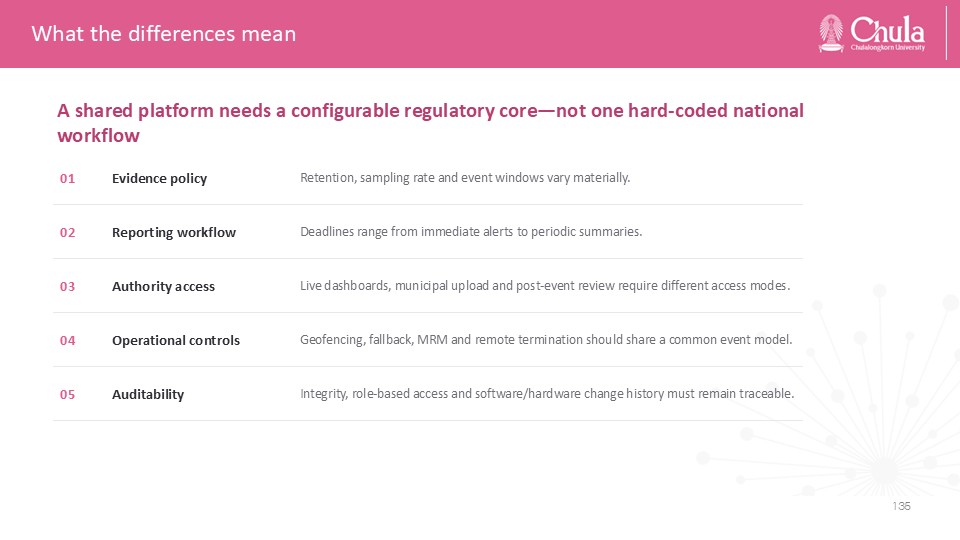 What the differences mean
Chula
Chulalongkorn University
A shared platform needs a configurable regulatory core—not one hard-coded national
workflow
01 Evidence policy Retention, sampling rate and event windows vary materially.
02 Reporting workflow Deadlines range from immediate alerts to periodic summaries.
03 Authority access Live dashboards, municipal upload and post-event review require different access modes.
04 Operational controls Geofencing, fallback, MRM and remote termination should share a common event model.
05 Auditability Integrity, role-based access and software/hardware change history must remain traceable.
136